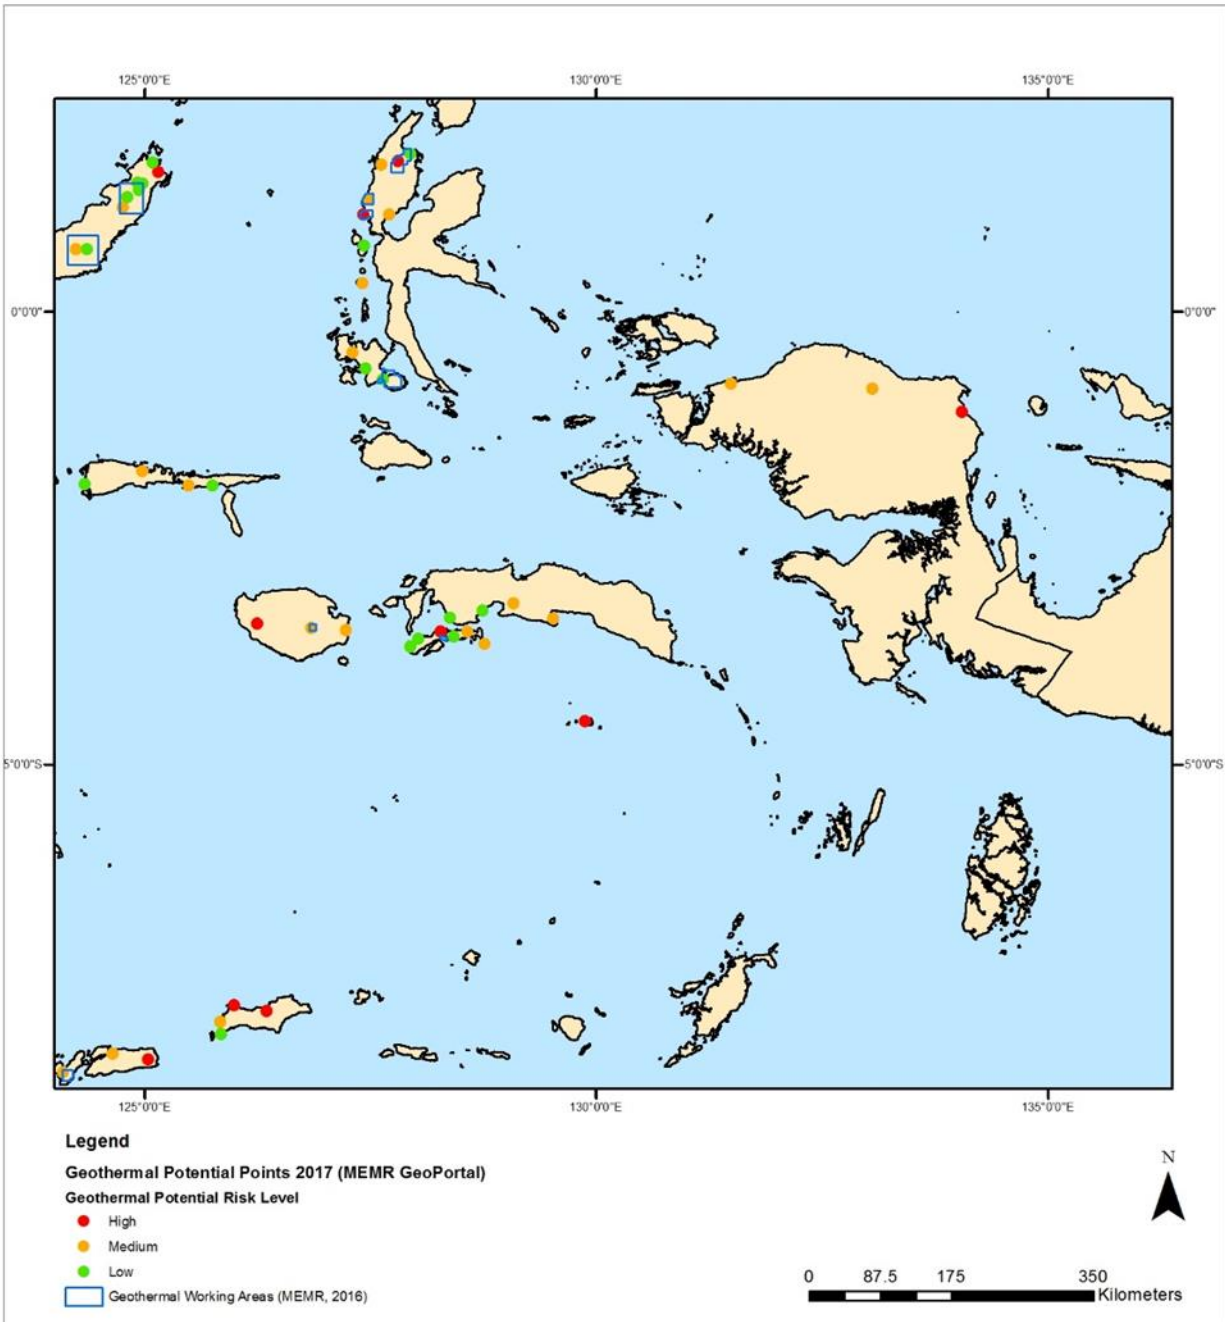 125°0'0"E 130°0'0"E 135°0'0"E
0°0'0" 0°0'0"
5°0'0"S 5°0'0"S
125°0'0"E 130°0'0"E 135°0'0"E
Legend
Geothermal Potential Points 2017 (MEMR GeoPortal)
Geothermal Potential Risk Level
High
Medium
Low
Geothermal Working Areas (MEMR, 2016)
N
0 87.5 175 350
Kilometers